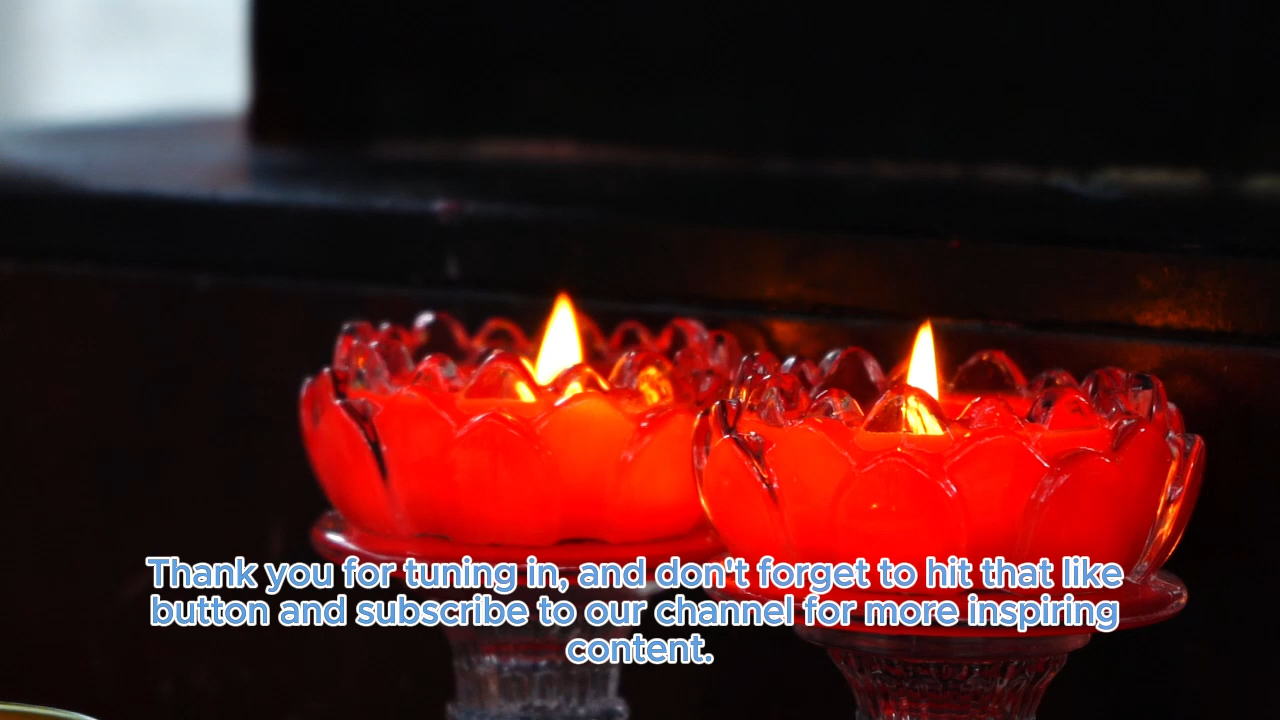 Thank you for tuning in, and don't forget to hit that like
button and subscribe to our channel for more inspiring
content.